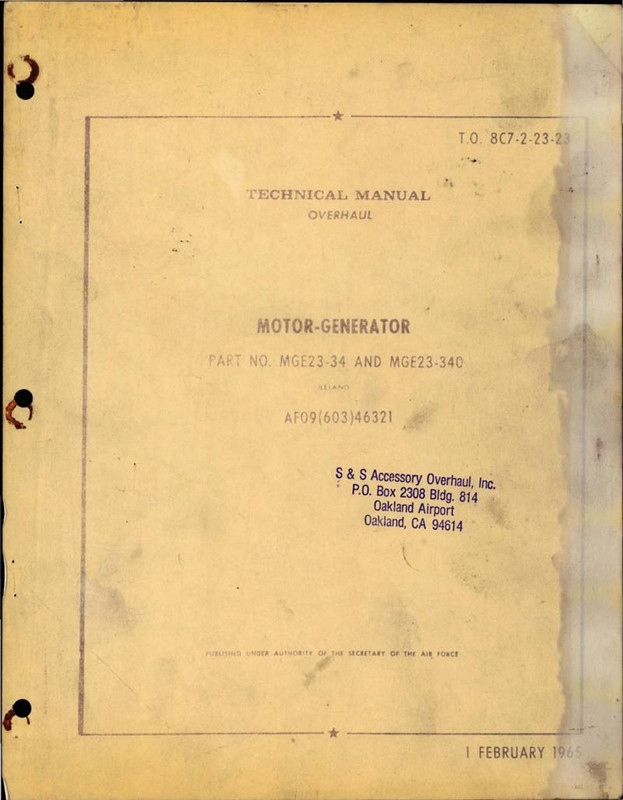 T.O. 8C7-2-23-23
TECHNICAL MANUAL
OVERHAUL
MOTOR-GENERATOR
PART NO. MGE23-34 AND MGE23-340
(LELAND)
AF09(603)46321
S & S Accessory Overhaul, Inc.
P.O. Box 2308 Bldg. 814
Oakland Airport
Oakland, CA 94614
PUBLISHED UNDER AUTHORITY OF THE SECRETARY OF THE AIR FORCE
1 FEBRUARY 1965